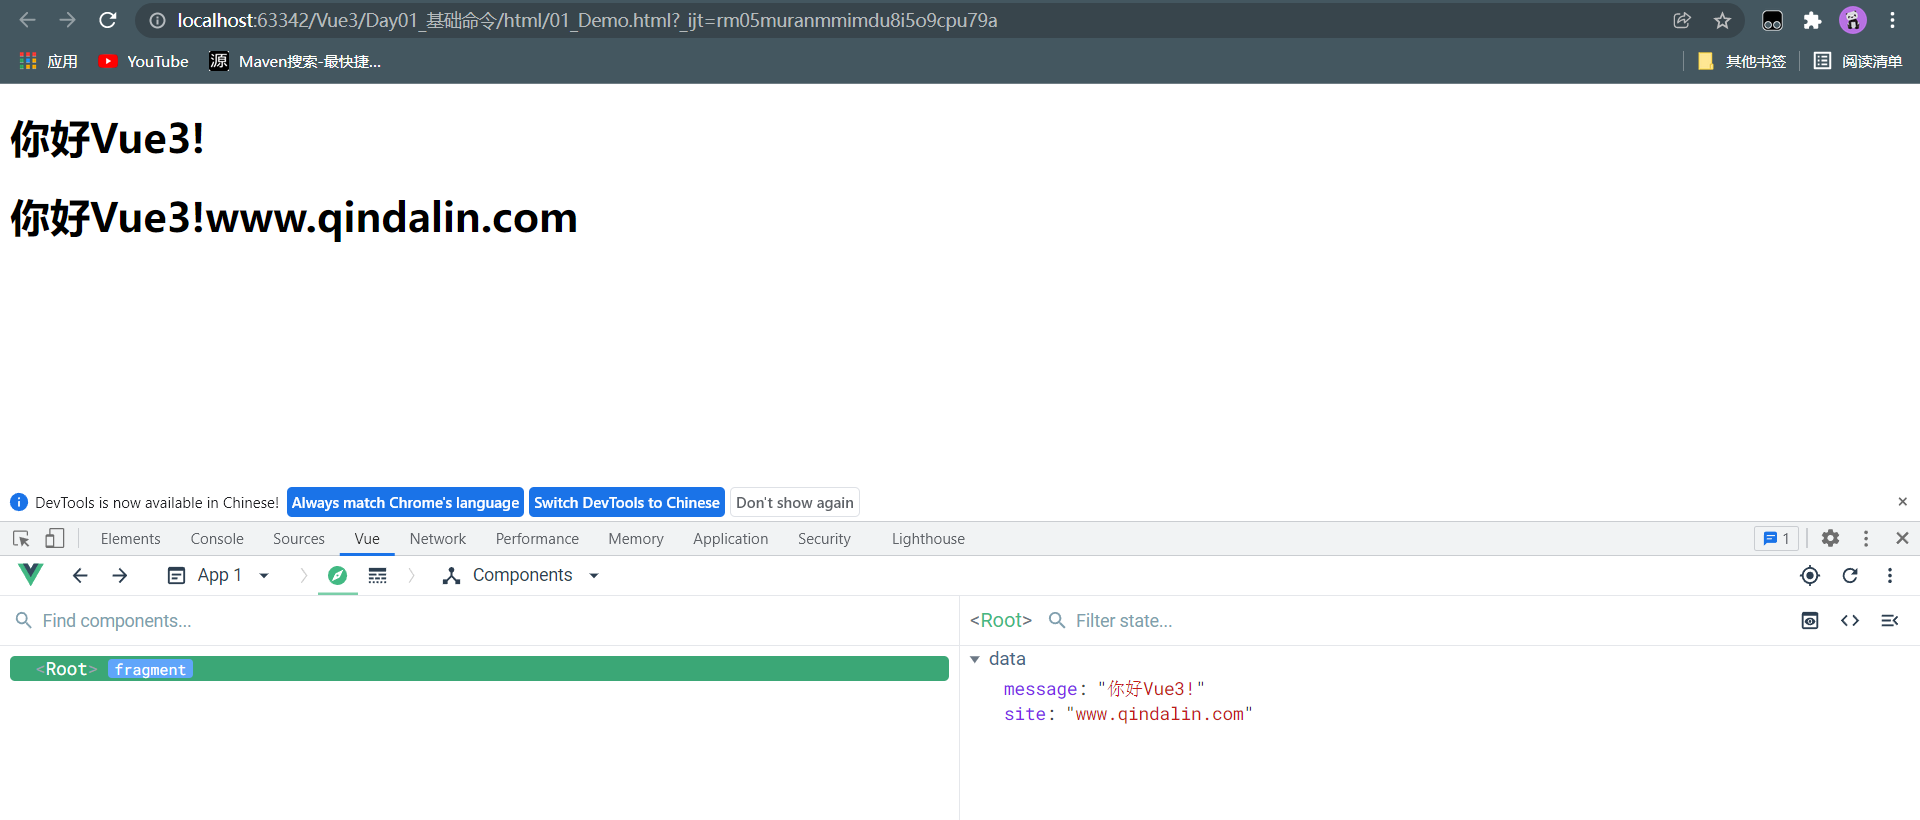 localhost:63342/Vue3/Day01_基础命令/html/01_Demo.html?_ijt=rm05muranmmimdu8i5o9cpu79a
应用 YouTube 源 Maven搜索-最快捷... 其他书签 阅读清单
你好Vue3!
你好Vue3!www.qindalin.com
DevTools is now available in Chinese! Always match Chrome's language Switch DevTools to Chinese Don't show again
Elements Console Sources Vue Network Performance Memory Application Security Lighthouse 1
App 1 Components
Find components... <Root> Filter state...
<Root> fragment
data
message: "你好Vue3!"
site: "www.qindalin.com"